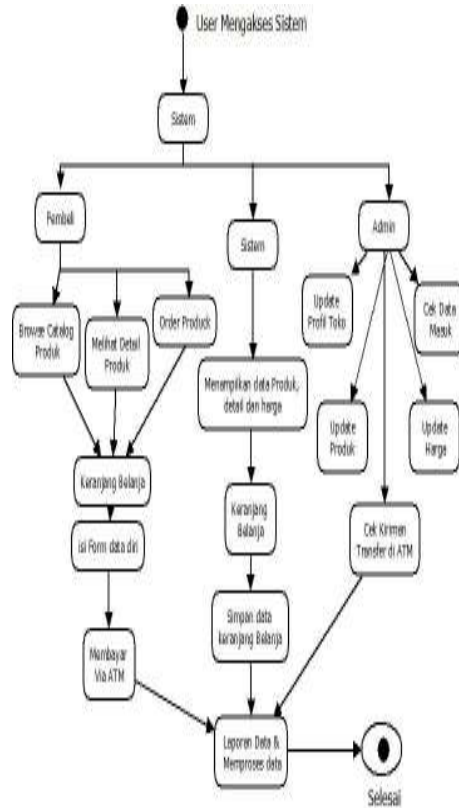 User Mengakses Sistem
Sistem
Pembeli
Sistem
Admin
Browse Catalog
Produk
Melihat Detail
Produk
Order Produck
Update
Profil Toko
Cek Data
Masuk
Menampilkan data Produk,
detail dan harga
Update
Produk
Update
Harga
Keranjang Belanja
isi Form data diri
Keranjang
Belanja
Cek Kiriman
Transfer di ATM
Simpan data
keranjang Belanja
Membayar
Via ATM
Laporan Data &
Memproses data
Selesai